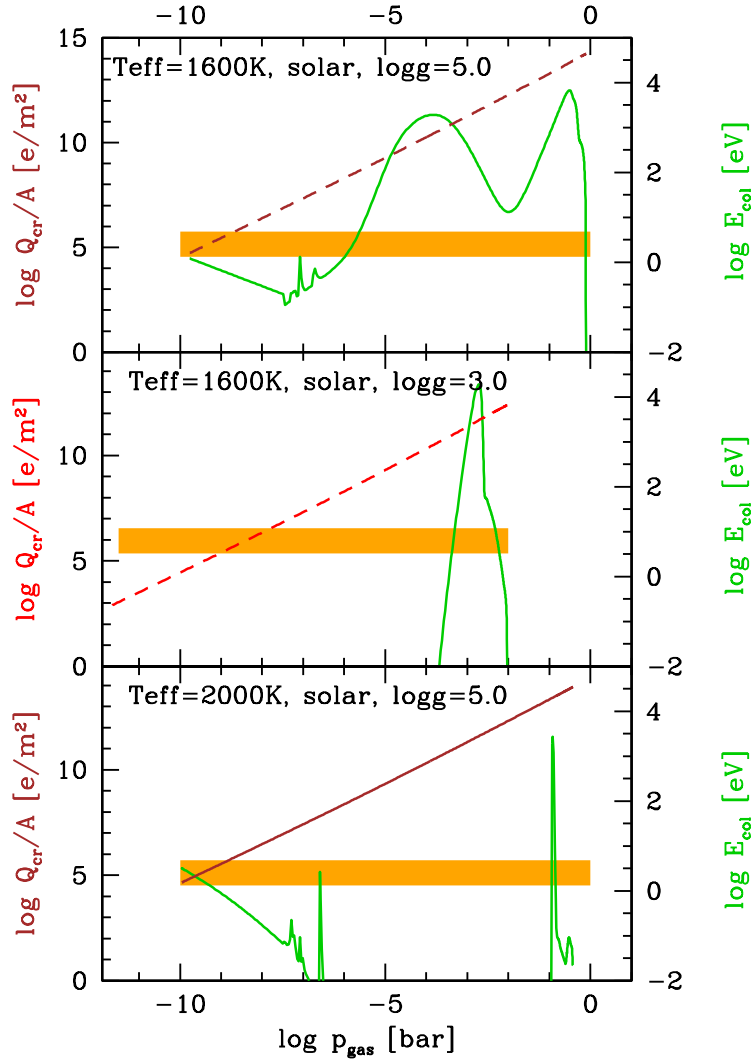 −10 −5 0
15
Teff=1600K, solar, logg=5.0
4
10
2
5
0
0
−2
log Q_cr/A [e/m²]
log E_col [eV]
Teff=1600K, solar, logg=3.0
4
10
2
5
0
0
−2
log Q_cr/A [e/m²]
log E_col [eV]
Teff=2000K, solar, logg=5.0
4
10
2
5
0
0
−2
log Q_cr/A [e/m²]
log E_col [eV]
−10 −5 0
log p_gas [bar]